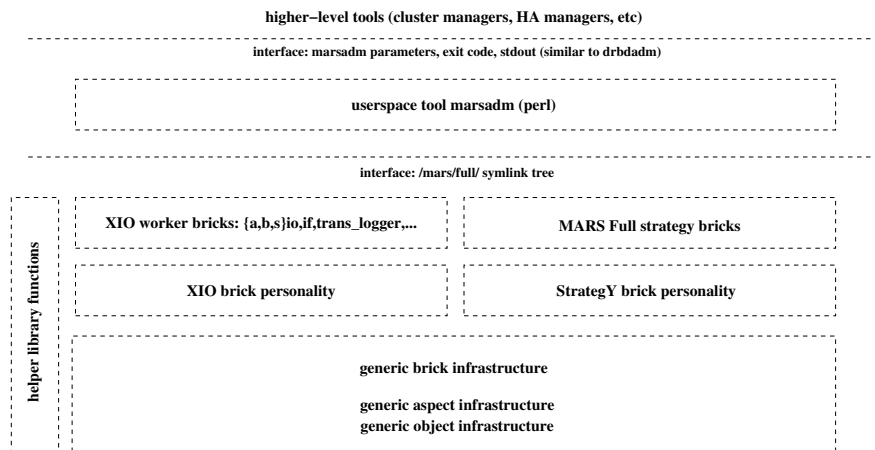 higher−level tools (cluster managers, HA managers, etc)
interface: marsadm parameters, exit code, stdout (similar to drbdadm)
userspace tool marsadm (perl)
interface: /mars/full/ symlink tree
helper library functions
XIO worker bricks: {a,b,s}io,if,trans_logger,...
MARS Full strategy bricks
XIO brick personality
StrategY brick personality
generic brick infrastructure
generic aspect infrastructure
generic object infrastructure